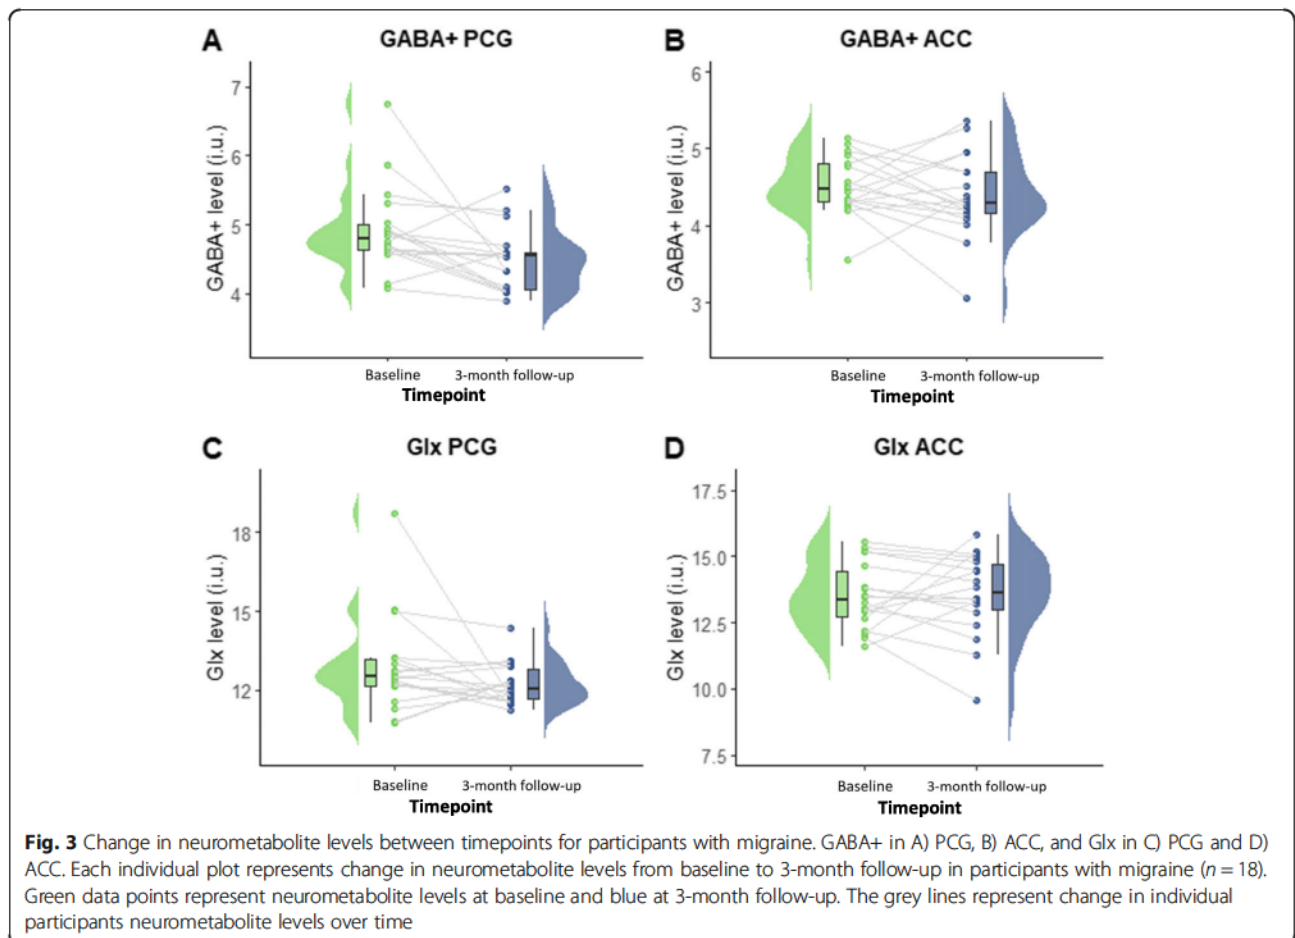 A
GABA+ PCG
7
6
5
4
GABA+ level (i.u.)
Baseline
3-month follow-up
Timepoint
B
GABA+ ACC
6
5
4
3
GABA+ level (i.u.)
Baseline
3-month follow-up
Timepoint
C
Glx PCG
18
15
12
Glx level (i.u.)
Baseline
3-month follow-up
Timepoint
D
Glx ACC
17.5
15.0
12.5
10.0
7.5
Glx level (i.u.)
Baseline
3-month follow-up
Timepoint
Fig. 3 Change in neurometabolite levels between timepoints for participants with migraine. GABA+ in A) PCG, B) ACC, and Glx in C) PCG and D)
ACC. Each individual plot represents change in neurometabolite levels from baseline to 3-month follow-up in participants with migraine (n = 18).
Green data points represent neurometabolite levels at baseline and blue at 3-month follow-up. The grey lines represent change in individual
participants neurometabolite levels over time